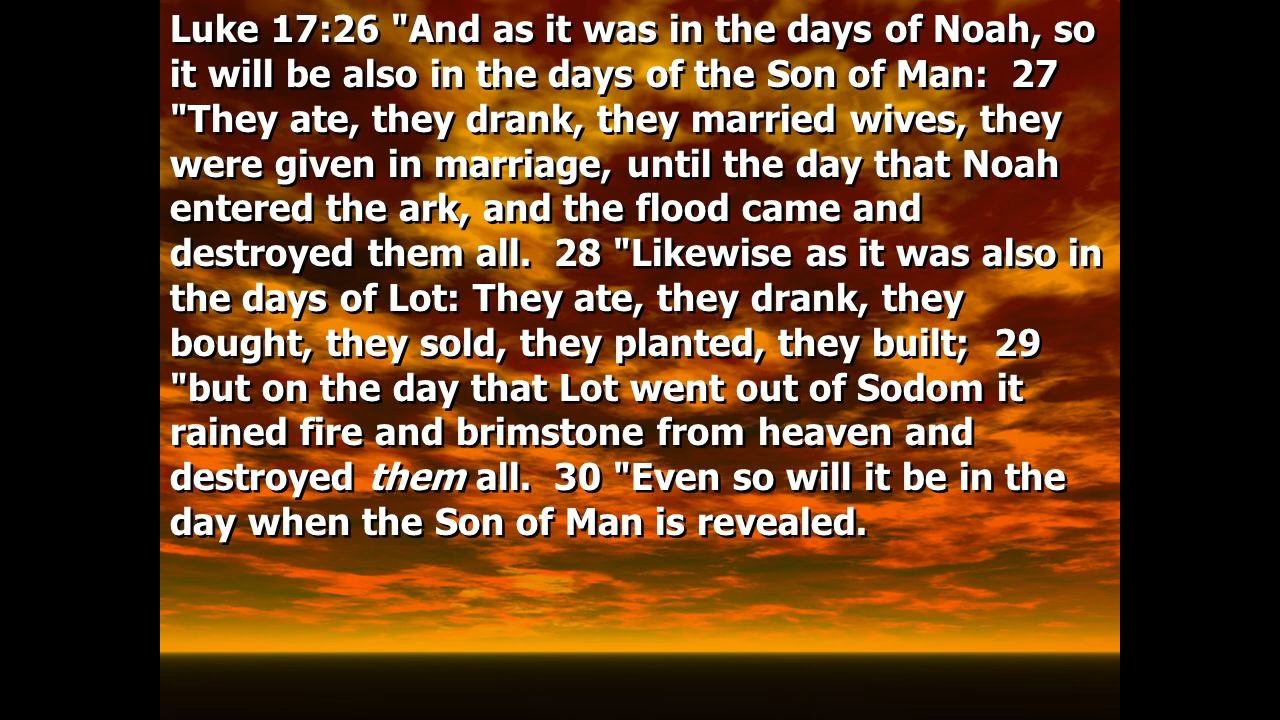 Luke 17:26 "And as it was in the days of Noah, so
it will be also in the days of the Son of Man:  27
"They ate, they drank, they married wives, they
were given in marriage, until the day that Noah
entered the ark, and the flood came and
destroyed them all.  28 "Likewise as it was also in
the days of Lot: They ate, they drank, they
bought, they sold, they planted, they built;  29
"but on the day that Lot went out of Sodom it
rained fire and brimstone from heaven and
destroyed them all.  30 "Even so will it be in the
day when the Son of Man is revealed.